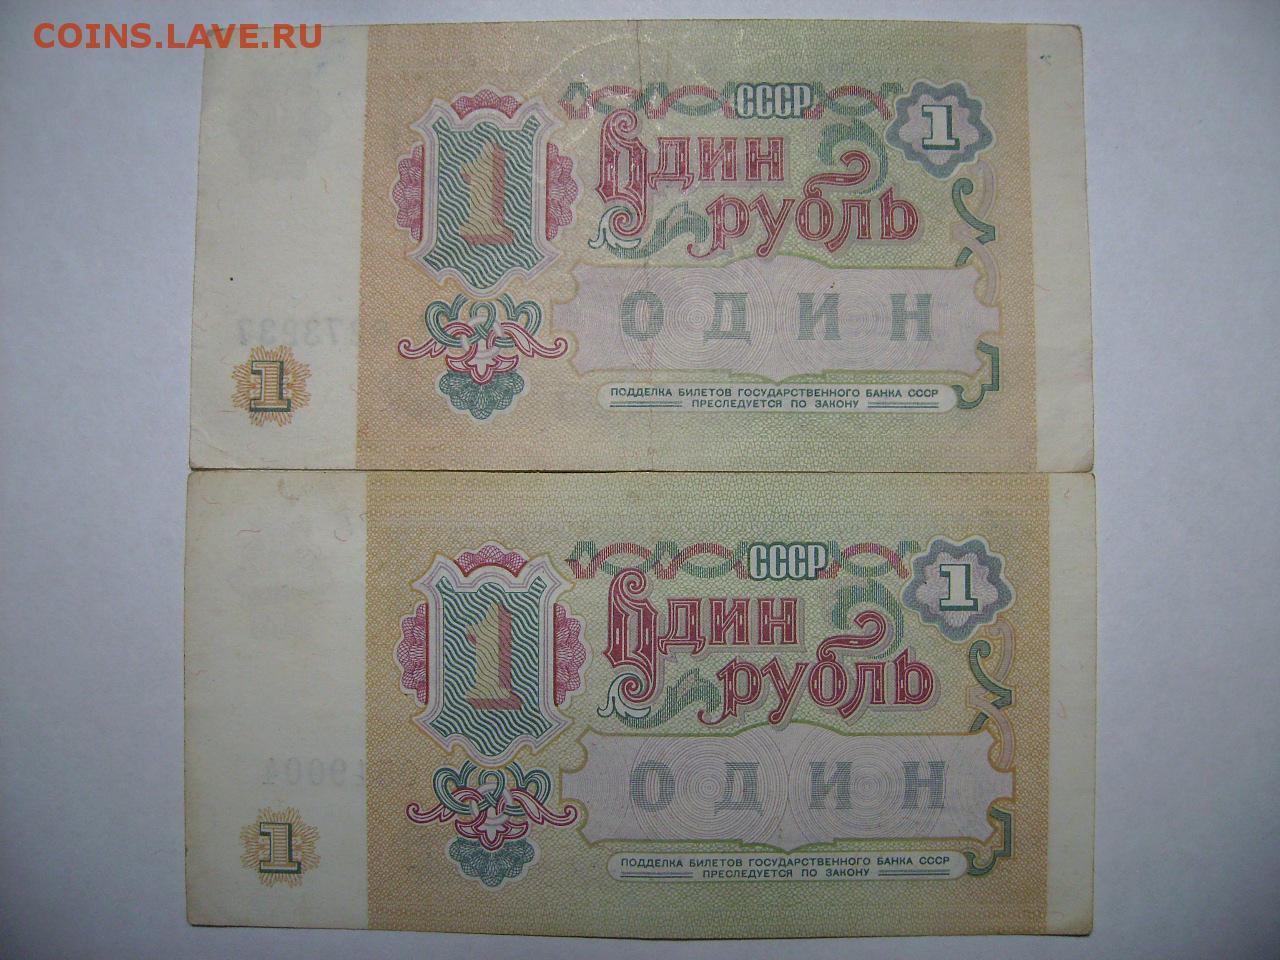 COINS.LAVE.RU
СССР
1
1
Один
рубль
ОДИН
1
ПОДДЕЛКА БИЛЕТОВ ГОСУДАРСТВЕННОГО БАНКА СССР
ПРЕСЛЕДУЕТСЯ ПО ЗАКОНУ
СССР
1
1
Один
рубль
ОДИН
1
ПОДДЕЛКА БИЛЕТОВ ГОСУДАРСТВЕННОГО БАНКА СССР
ПРЕСЛЕДУЕТСЯ ПО ЗАКОНУ